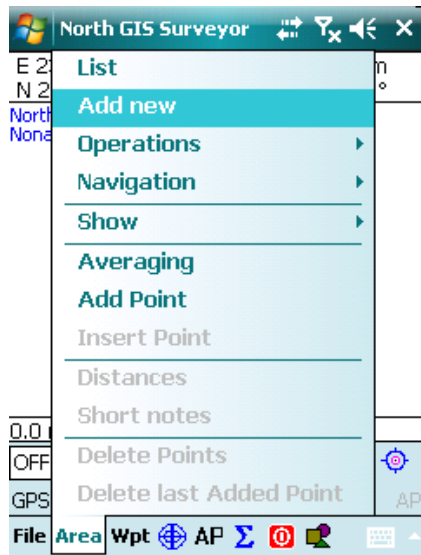 North GIS Surveyor
E 2
n
N 2
°
North
Nona
List
Add new
Operations
Navigation
Show
Averaging
Add Point
Insert Point
Distances
Short notes
Delete Points
Delete last Added Point
0.0
OFF
GPS
AP
File Area Wpt AP Σ